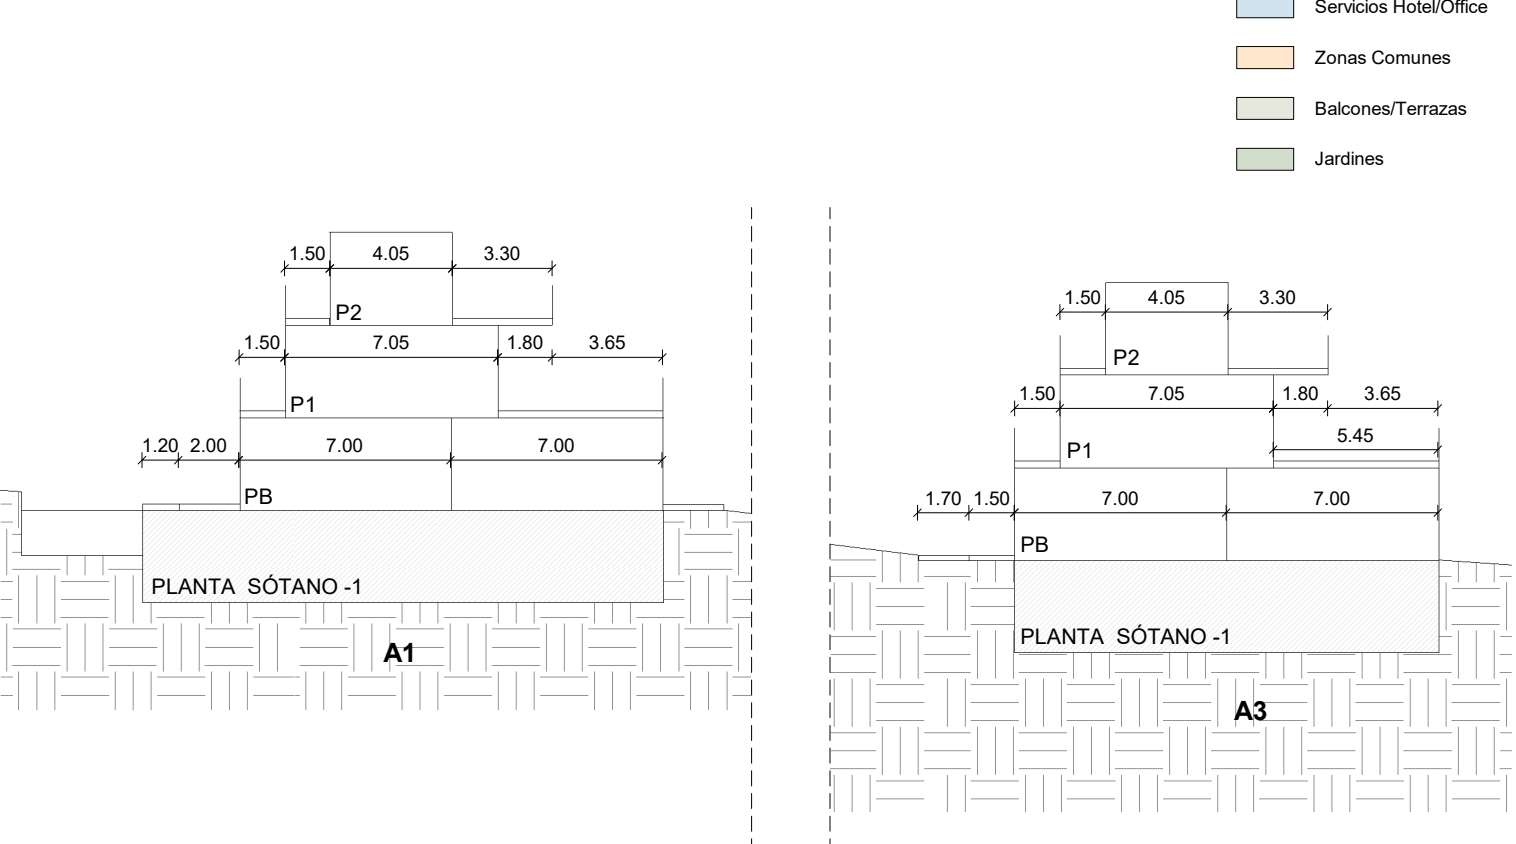 Servicios Hotel/Office
Zonas Comunes
Balcones/Terrazas
Jardines
1.50 4.05 3.30
P2
1.50 7.05 1.80 3.65
P1
1.20 2.00 7.00 7.00
PB
PLANTA SÓTANO -1
A1
1.50 4.05 3.30
P2
1.50 7.05 1.80 3.65
5.45
P1
1.70 1.50 7.00 7.00
PB
PLANTA SÓTANO -1
A3